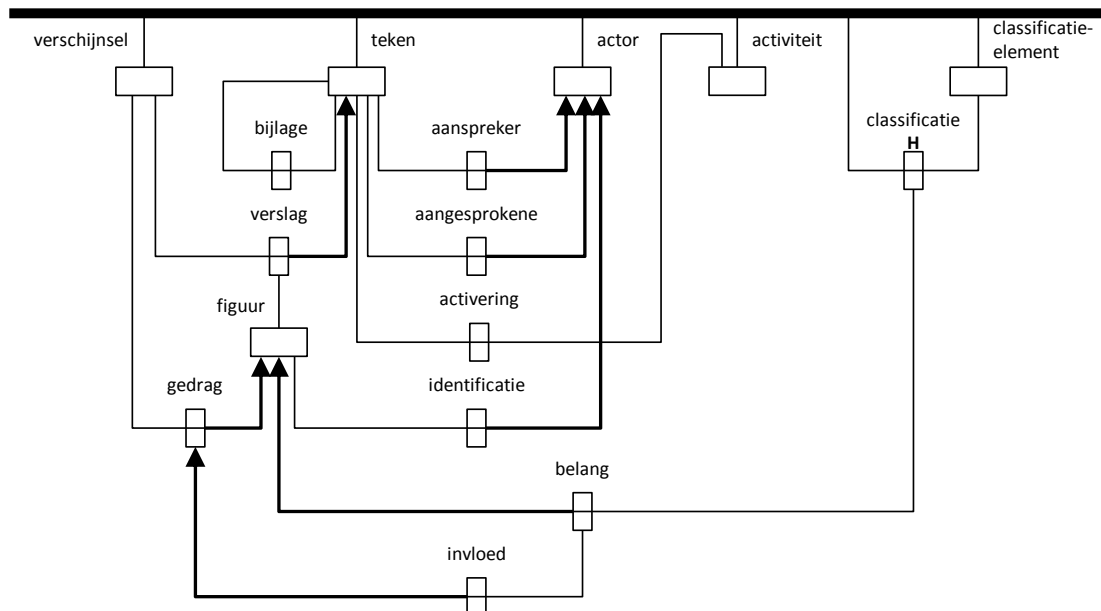 verschijnsel
teken
actor
activiteit
classificatie-
element
bijlage
aanspreker
classificatie
H
verslag
aangesprokene
figuur
activering
gedrag
identificatie
belang
invloed